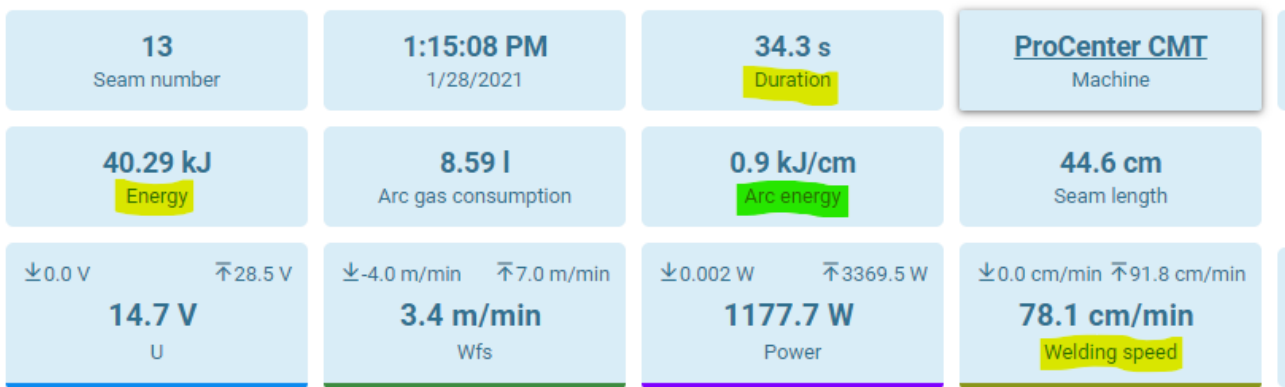 13
Seam number
1:15:08 PM
1/28/2021
34.3 s
Duration
ProCenter CMT
Machine
40.29 kJ
Energy
8.59 l
Arc gas consumption
0.9 kJ/cm
Arc energy
44.6 cm
Seam length
0.0 V 28.5 V
14.7 V
U
-4.0 m/min 7.0 m/min
3.4 m/min
Wfs
0.002 W 3369.5 W
1177.7 W
Power
0.0 cm/min 91.8 cm/min
78.1 cm/min
Welding speed